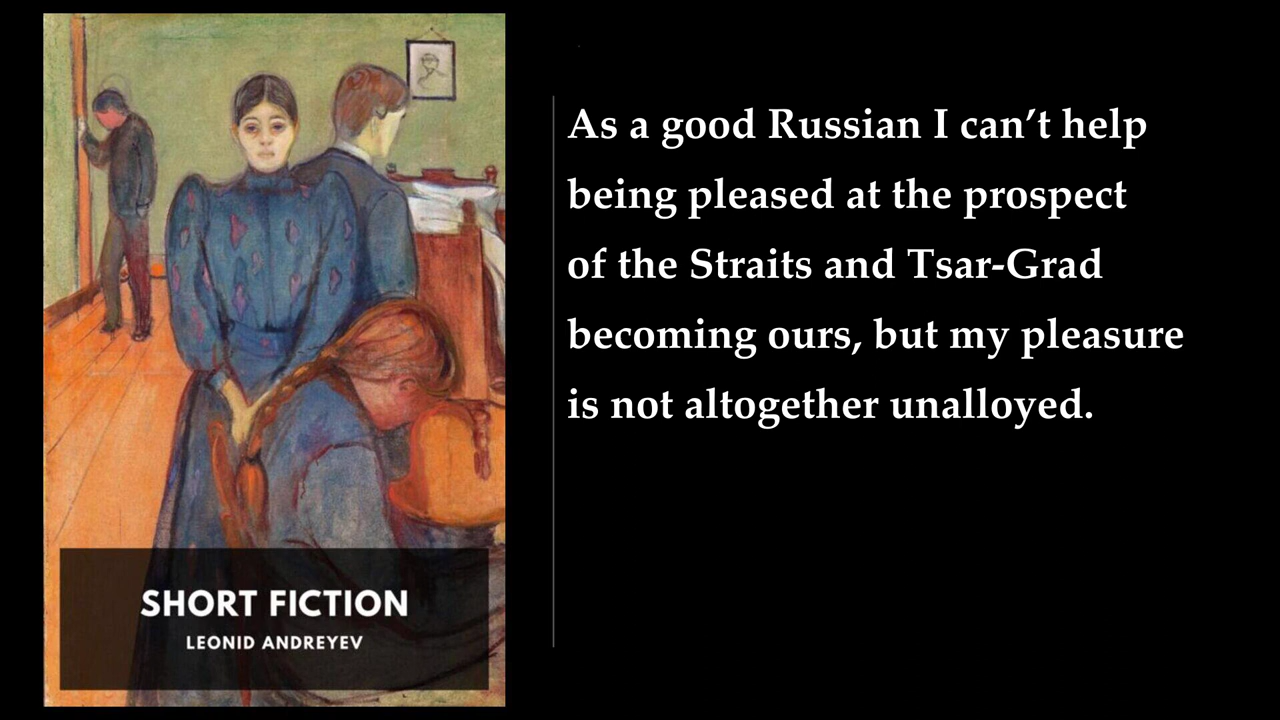 SHORT FICTION
LEONID ANDREYEV
As a good Russian I can’t help
being pleased at the prospect
of the Straits and Tsar-Grad
becoming ours, but my pleasure
is not altogether unalloyed.